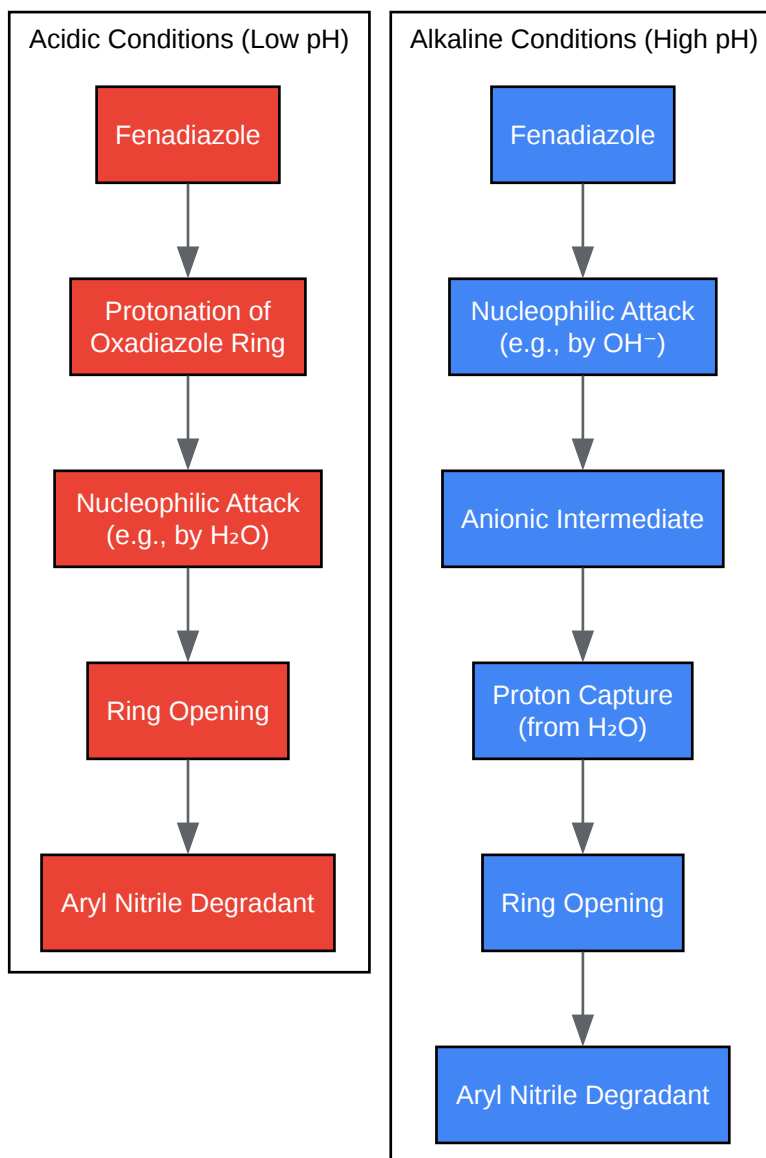 Acidic Conditions (Low pH)
Fenadiazole
Protonation of
Oxadiazole Ring
Nucleophilic Attack
(e.g., by H₂O)
Ring Opening
Aryl Nitrile Degradant
Alkaline Conditions (High pH)
Fenadiazole
Nucleophilic Attack
(e.g., by OH⁻)
Anionic Intermediate
Proton Capture
(from H₂O)
Ring Opening
Aryl Nitrile Degradant